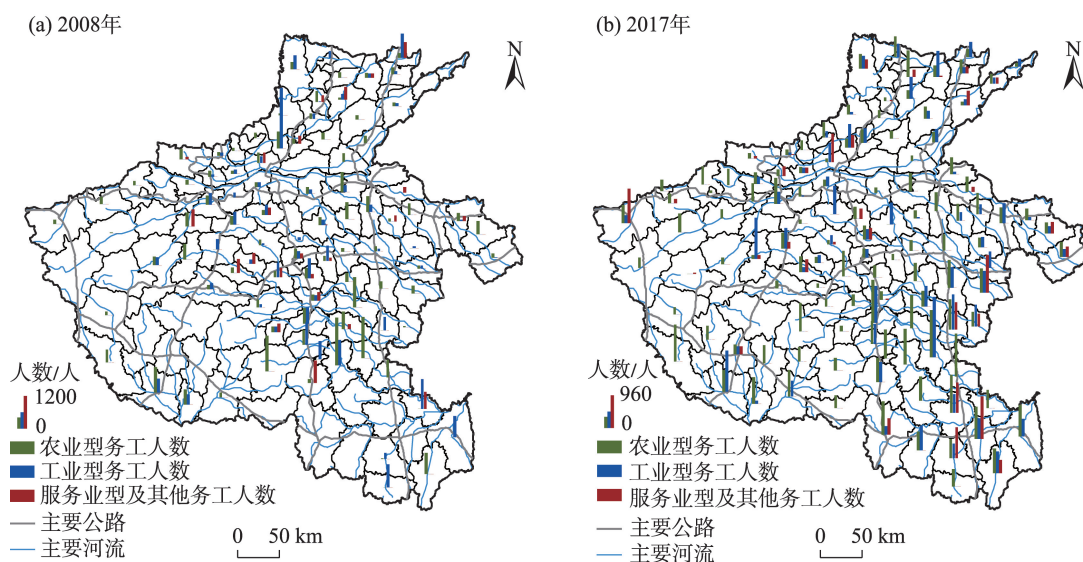 (a) 2008年
N
人数/人
1200
0
农业型务工人数
工业型务工人数
服务业型及其他务工人数
主要公路
主要河流
0 50 km
(b) 2017年
N
人数/人
960
0
农业型务工人数
工业型务工人数
服务业型及其他务工人数
主要公路
主要河流
0 50 km